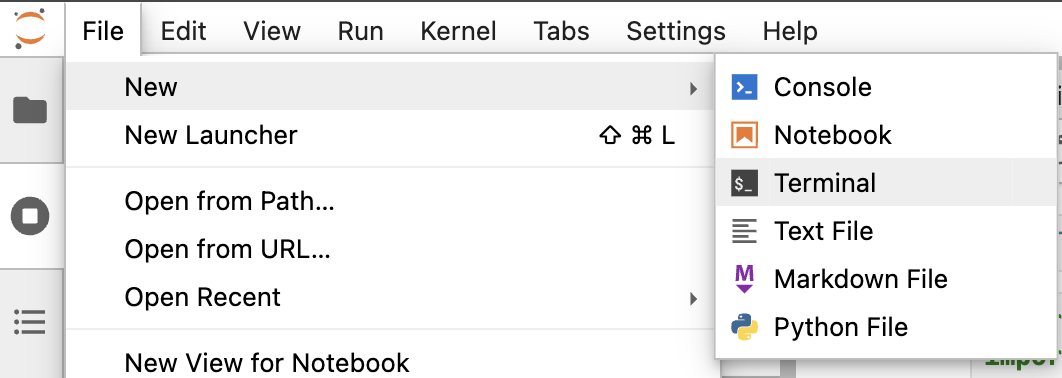 File Edit View Run Kernel Tabs Settings Help
New
New Launcher ⇧ ⌘ L
Open from Path...
Open from URL...
Open Recent
New View for Notebook
Console
Notebook
$_ Terminal
Text File
M Markdown File
Python File